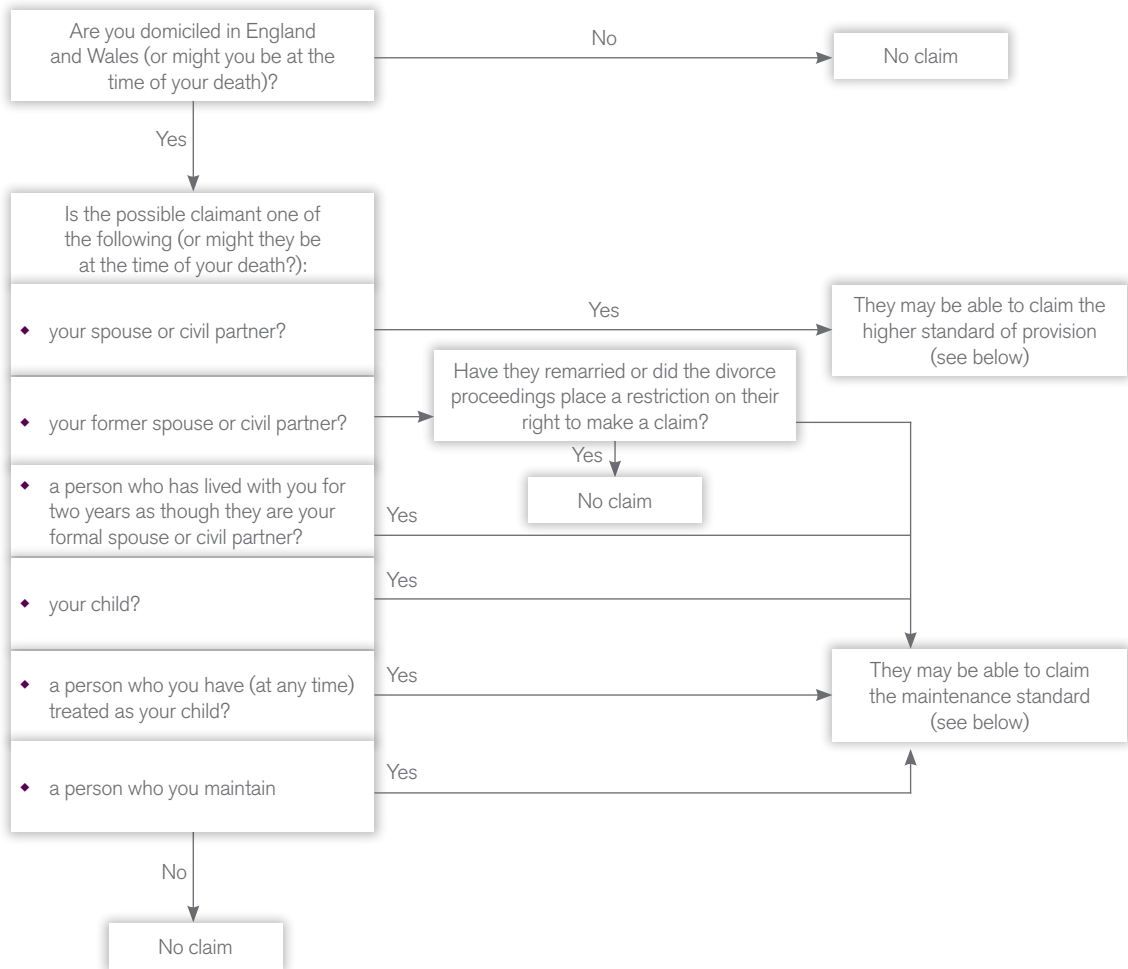 Are you domiciled in England
and Wales (or might you be at the
time of your death)?
No
No claim
Yes
Is the possible claimant one of
the following (or might they be
at the time of your death?):
your spouse or civil partner?
Yes
They may be able to claim the
higher standard of provision
(see below)
your former spouse or civil partner?
Have they remarried or did the divorce
proceedings place a restriction on their
right to make a claim?
Yes
No claim
a person who has lived with you for
two years as though they are your
formal spouse or civil partner?
Yes
your child?
Yes
a person who you have (at any time)
treated as your child?
Yes
They may be able to claim
the maintenance standard
(see below)
a person who you maintain
Yes
No
No claim